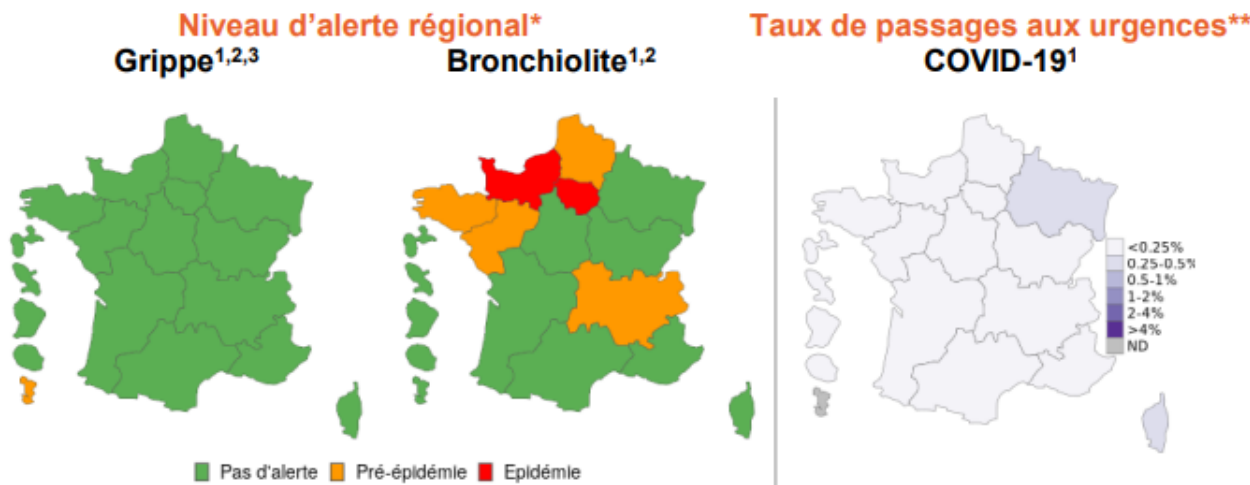 Niveau d’alerte régional*
Grippe1,2,3
Bronchiolite1,2
Taux de passages aux urgences**
COVID-191
<0.25%
0.25-0.5%
0.5-1%
1-2%
2-4%
>4%
ND
Pas d'alerte
Pré-épidémie
Epidémie